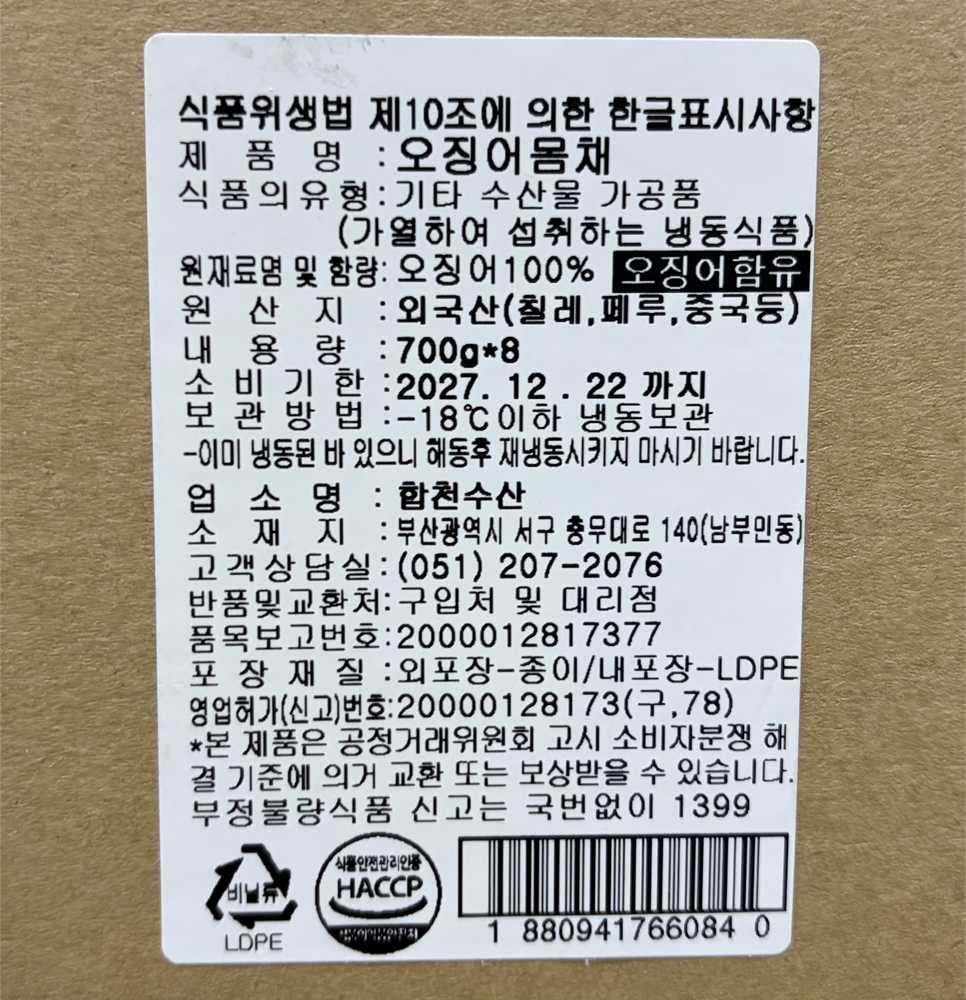 식품위생법 제10조에 의한 한글표시사항
제 품 명 : 오징어몸채
식품의유형 : 기타 수산물 가공품
(가열하여 섭취하는 냉동식품)
원재료명 및 함량: 오징어100% 오징어함유
원 산 지 : 외국산(칠레,페루,중국등)
내 용 량 : 700g*8
소 비 기 한 : 2027. 12 . 22 까지
보 관 방 법 : -18℃이하 냉동보관
-이미 냉동된 바 있으니 해동후 재냉동시키지 마시기 바랍니다.
업 소 명 : 합천수산
소 재 지 : 부산광역시 서구 충무대로 140(남부민동)
고객상담실:(051) 207-2076
반품및교환처:구입처 및 대리점
품목보고번호:2000012817377
포 장 재 질 :외포장-종이/내포장-LDPE
영업허가(신고)번호:20000128173(구,78)
*본 제품은 공정거래위원회 고시 소비자분쟁 해
결 기준에 의거 교환 또는 보상받을 수 있습니다.
부정불량식품 신고는 국번없이 1399
비닐류
LDPE
식품안전관리인증
HACCP
1 880941766084 0